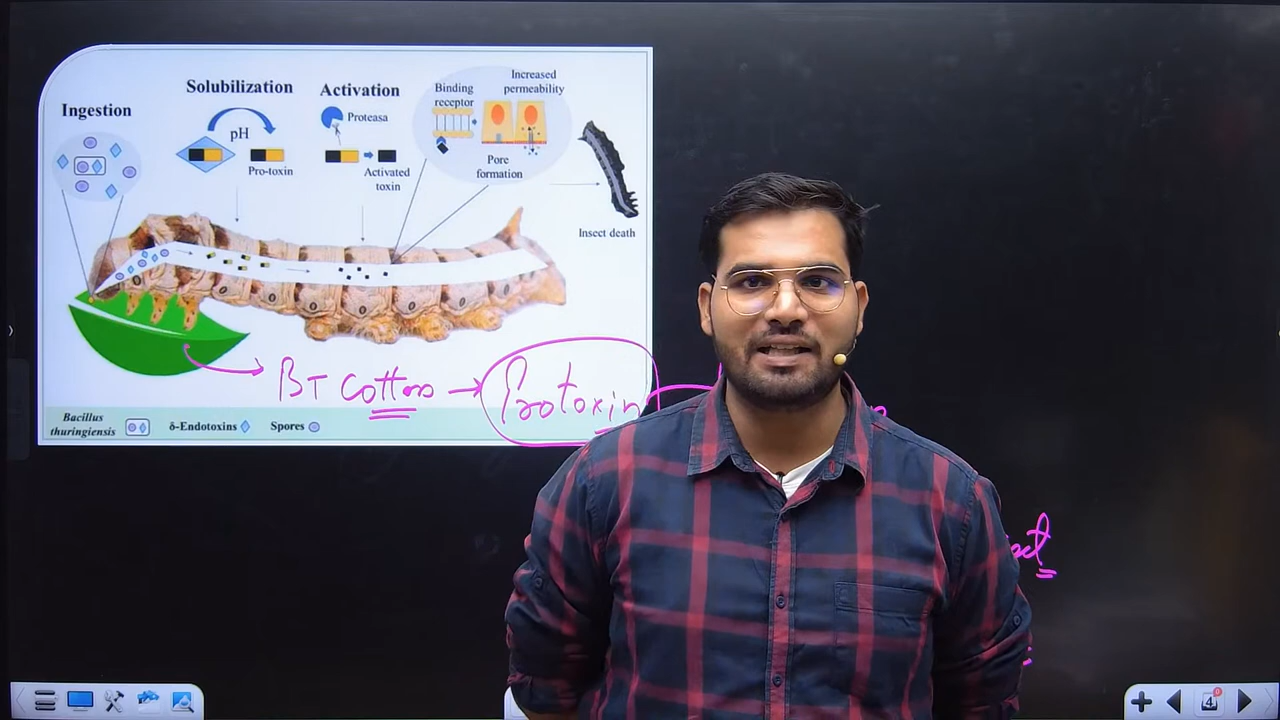 Ingestion
Solubilization
pH
Pro-toxin
Activation
Proteasa
Activated
toxin
Binding
receptor
Increased
permeability
Pore
formation
Insect death
BT Cotton → Protoxin
Bacillus
thuringiensis
δ-Endotoxins
Spores
4